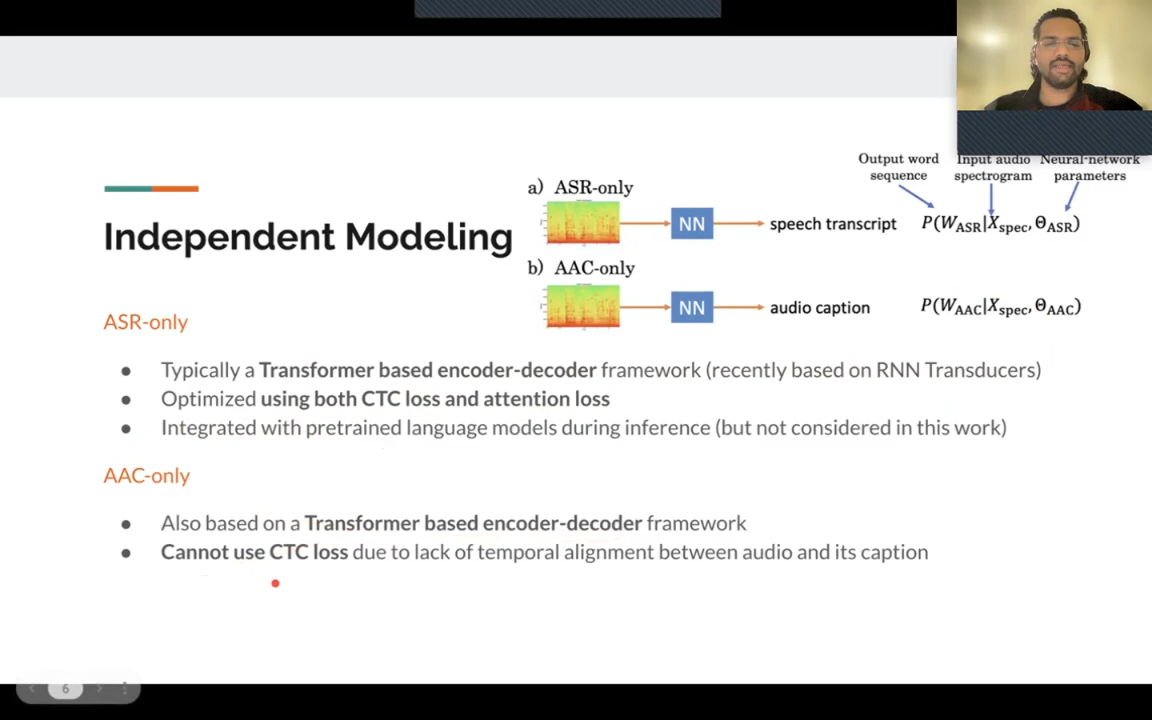 Output word sequence
Input audio spectrogram
Neural-network parameters
a) ASR-only
NN
speech transcript
P(W_ASR|X_spec, Θ_ASR)
Independent Modeling
b) AAC-only
NN
audio caption
P(W_AAC|X_spec, Θ_AAC)
ASR-only
● Typically a Transformer based encoder-decoder framework (recently based on RNN Transducers)
● Optimized using both CTC loss and attention loss
● Integrated with pretrained language models during inference (but not considered in this work)
AAC-only
● Also based on a Transformer based encoder-decoder framework
● Cannot use CTC loss due to lack of temporal alignment between audio and its caption
6